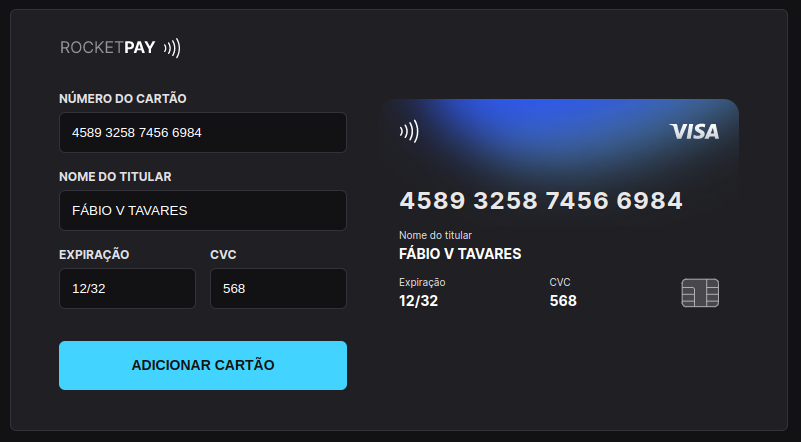 ROCKETPAY
NÚMERO DO CARTÃO
4589 3258 7456 6984
NOME DO TITULAR
FÁBIO V TAVARES
EXPIRAÇÃO CVC
12/32 568
ADICIONAR CARTÃO
VISA
4589 3258 7456 6984
Nome do titular
FÁBIO V TAVARES
Expiração CVC
12/32 568